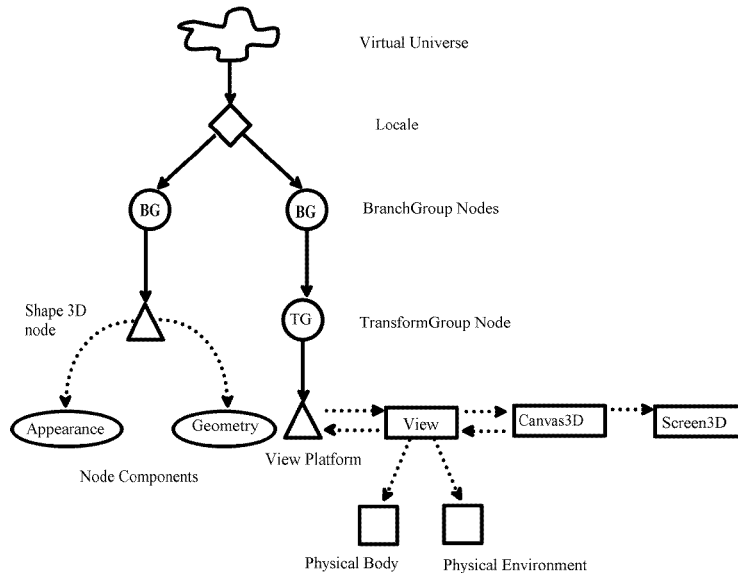 Virtual Universe
Locale
BG
BG
BranchGroup Nodes
Shape 3D
node
TG
TransformGroup Node
Appearance
Geometry
View
Canvas3D
Screen3D
View Platform
Node Components
Physical Body
Physical Environment